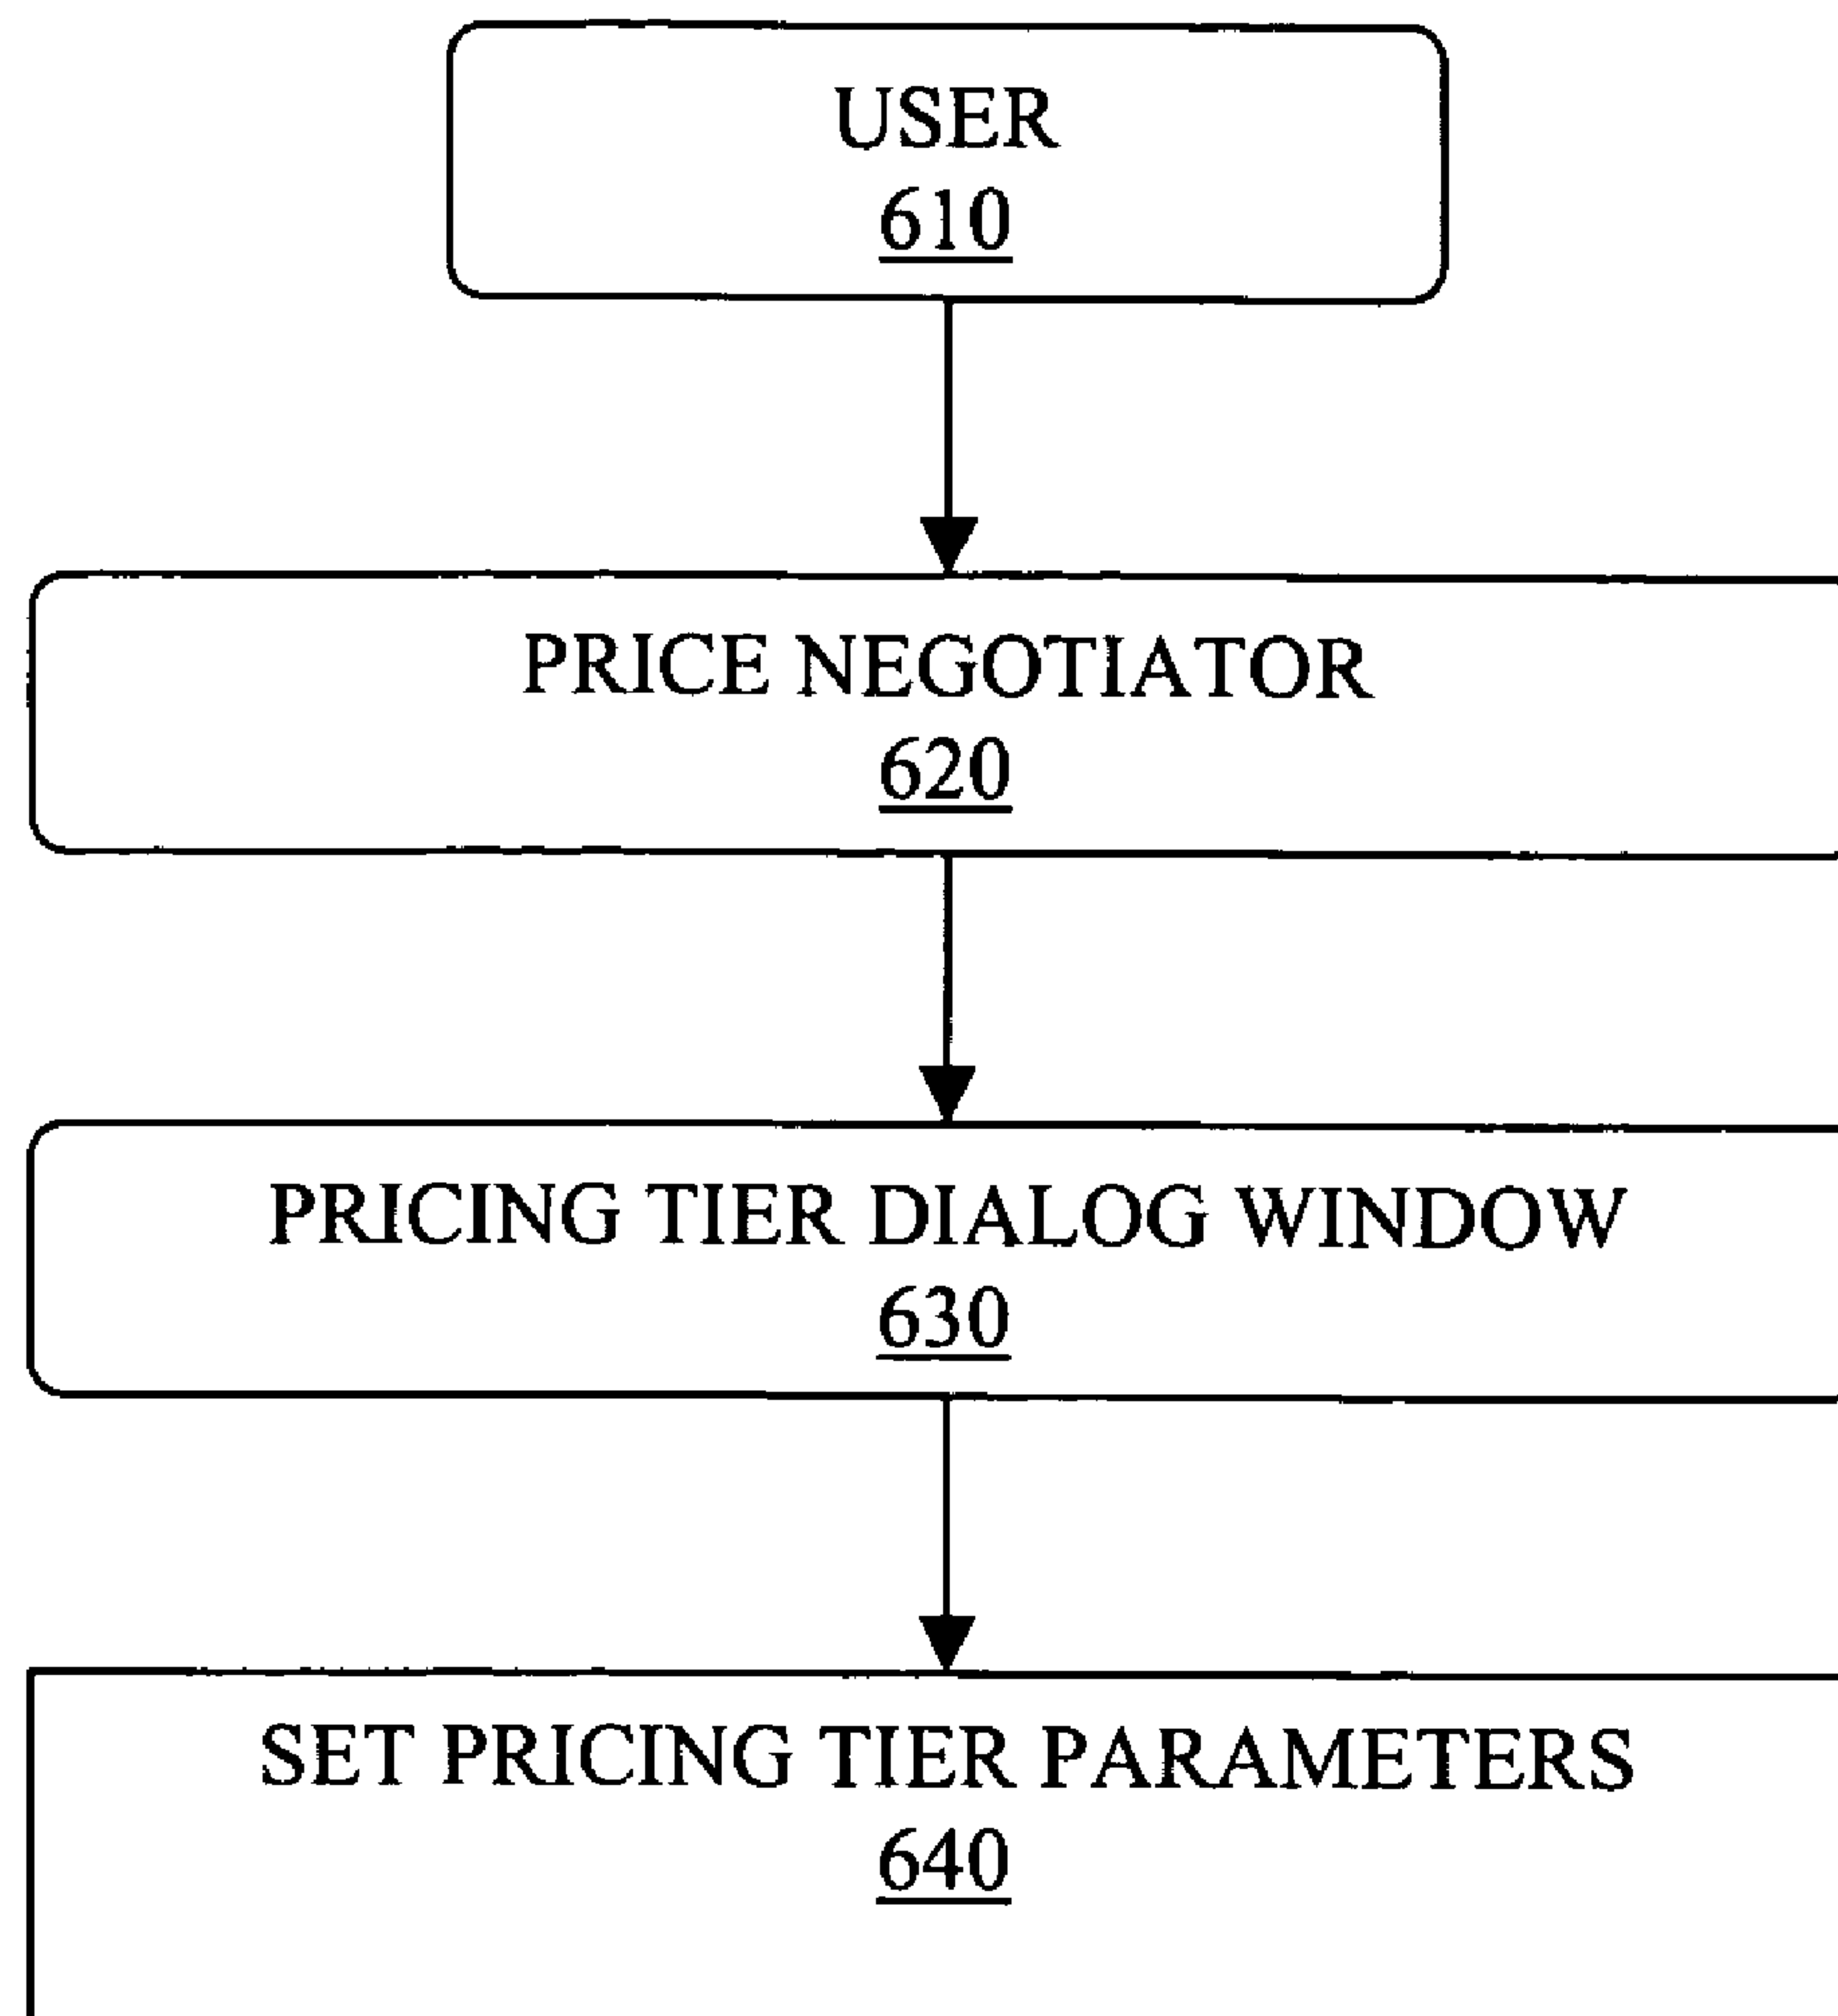 USER
610
PRICE NEGOTIATOR
620
PRICING TIER DIALOG WINDOW
630
SET PRICING TIER PARAMETERS
640